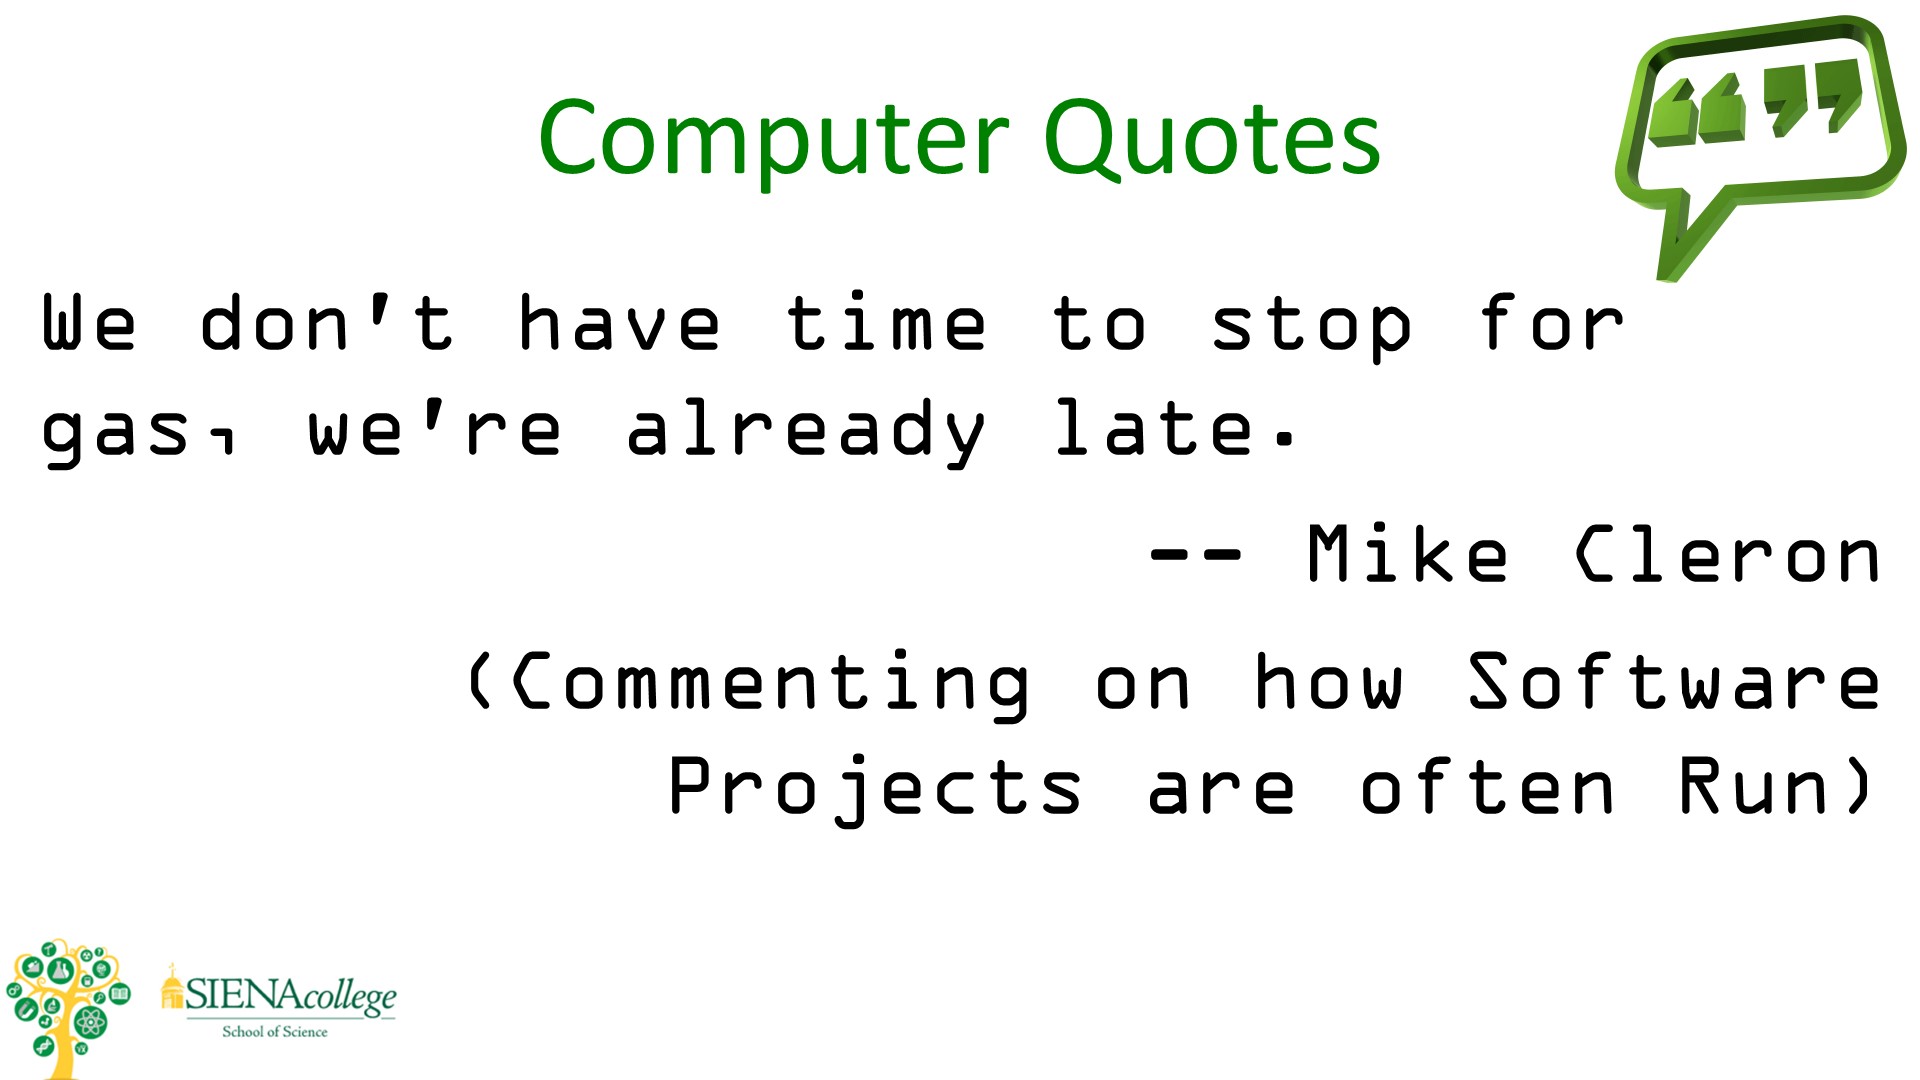 Computer Quotes
We don't have time to stop for
gas, we're already late.
-- Mike Cleron
(Commenting on how Software
Projects are often Run)
SIENAcollege
School of Science